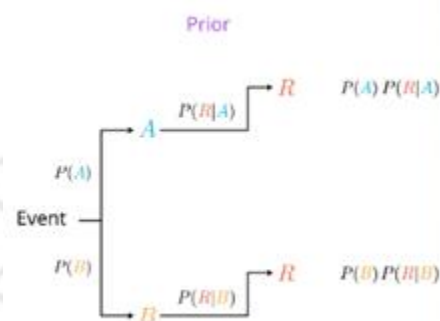 Prior
R P(A)P(R|A)
A P(R|A)
P(A)
Event
P(B)
R P(B)P(R|B)
B P(R|B)